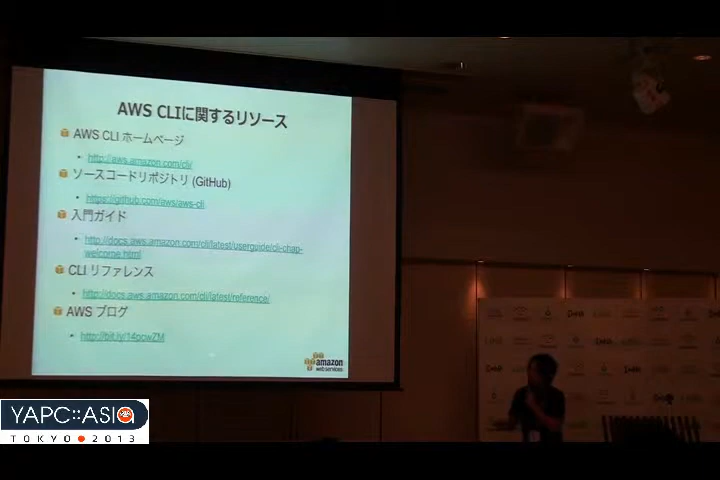 AWS CLIに関するリソース
AWS CLI ホームページ
• http://aws.amazon.com/cli/
ソースコードリポジトリ (GitHub)
• https://github.com/aws/aws-cli
入門ガイド
• http://docs.aws.amazon.com/cli/latest/userguide/cli-chap-
welcome.html
CLI リファレンス
• http://docs.aws.amazon.com/cli/latest/reference/
AWS ブログ
amazon
webservices
YAPC::ASIA
TOKYO 2013